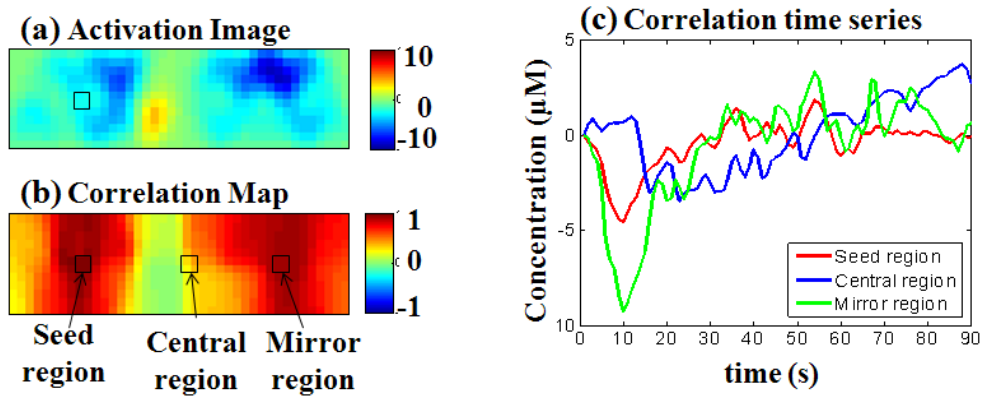 (a) Activation Image
10
0
-10
(b) Correlation Map
1
0
-1
Seed
region
Central
region
Mirror
region
(c) Correlation time series
Concentration (μM)
5
0
-5
10
0 10 20 30 40 50 60 70 80 90
time (s)
Seed region
Central region
Mirror region